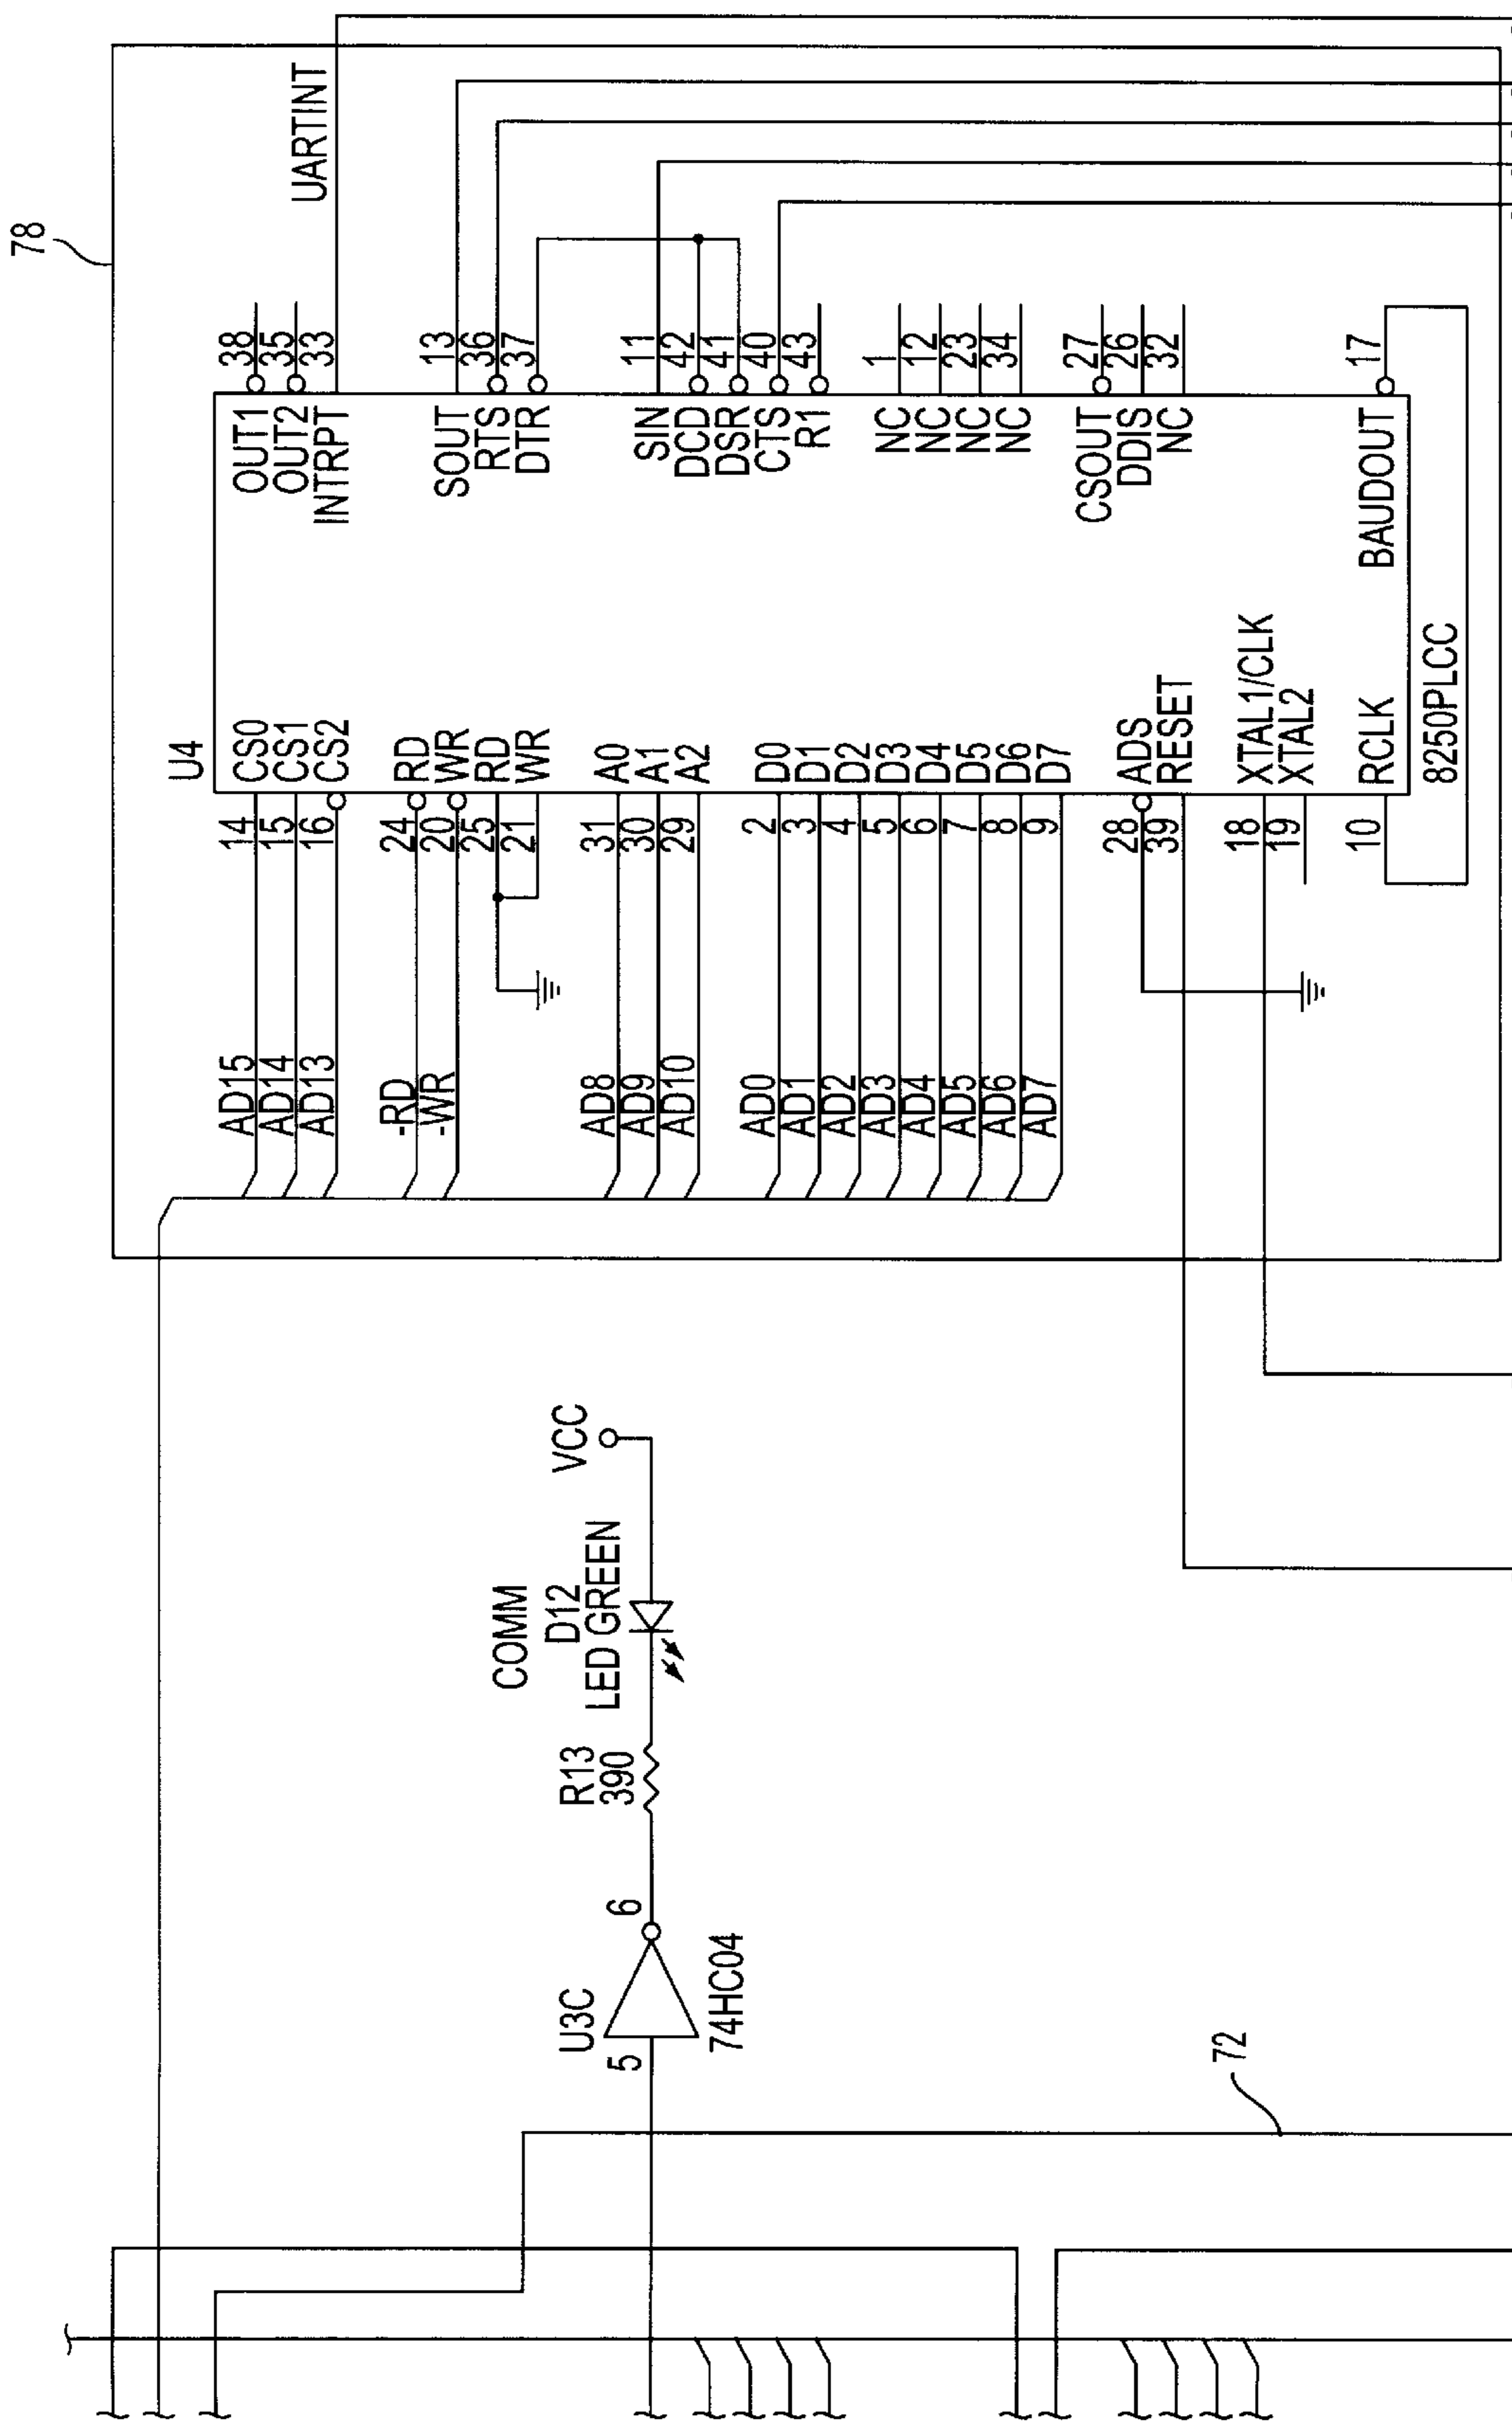 78
UARTINT
U4
AD15 14 CS0
AD14 15 CS1
AD13 16 CS2
-RD 24 RD
-WR 20 WR
25 RD
21 WR
AD8 31 A0
AD9 30 A1
AD10 29 A2
AD0 2 D0
AD1 3 D1
AD2 4 D2
AD3 5 D3
AD4 6 D4
AD5 7 D5
AD6 8 D6
AD7 9 D7
28 ADS
39 RESET
18 XTAL1/CLK
19 XTAL2
10 RCLK
OUT1 38
OUT2 35
INTRPT 33
SOUT 13
RTS 36
DTR 37
SIN 11
DCD 42
DSR 41
CTS 40
R1 43
NC 1
NC 12
NC 23
NC 34
CSOUT 27
DDIS 26
NC 32
BAUDOUT 17
8250PLCC
COMM
VCC
D12
LED GREEN
R13
390
U3C
5
6
74HC04
72